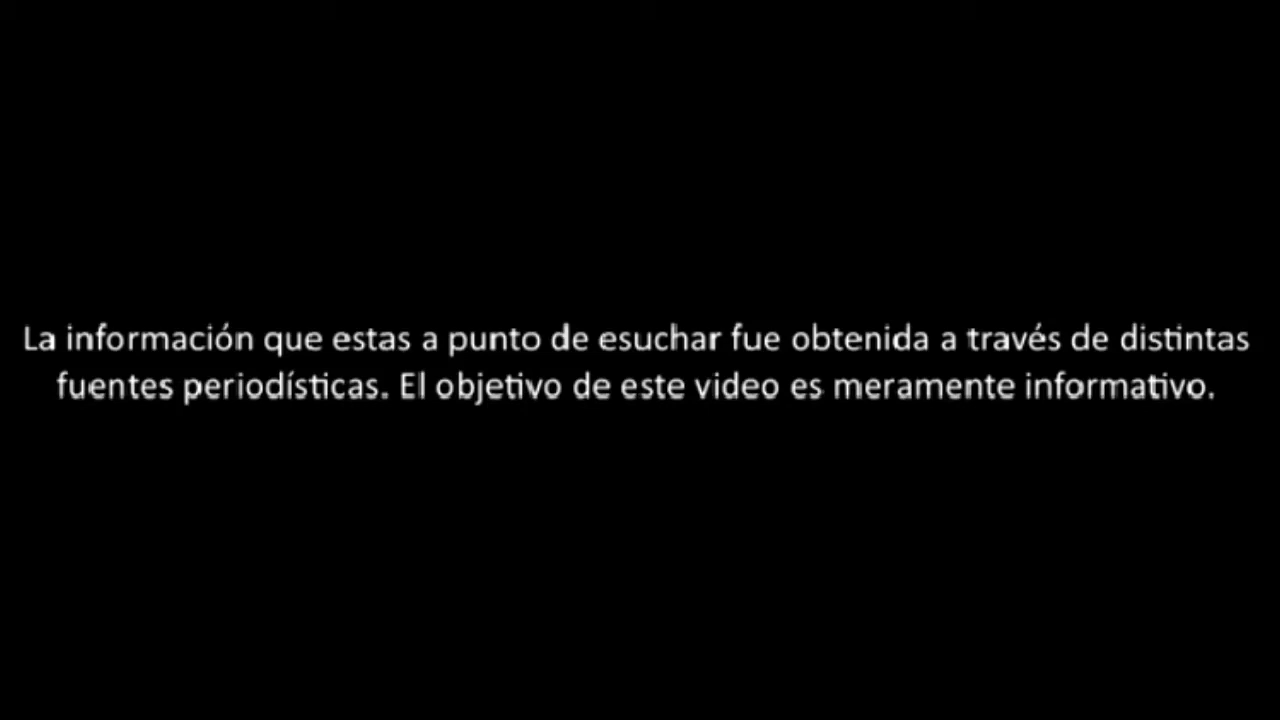 La información que estas a punto de esuchar fue obtenida a través de distintas
fuentes periodísticas. El objetivo de este video es meramente informativo.